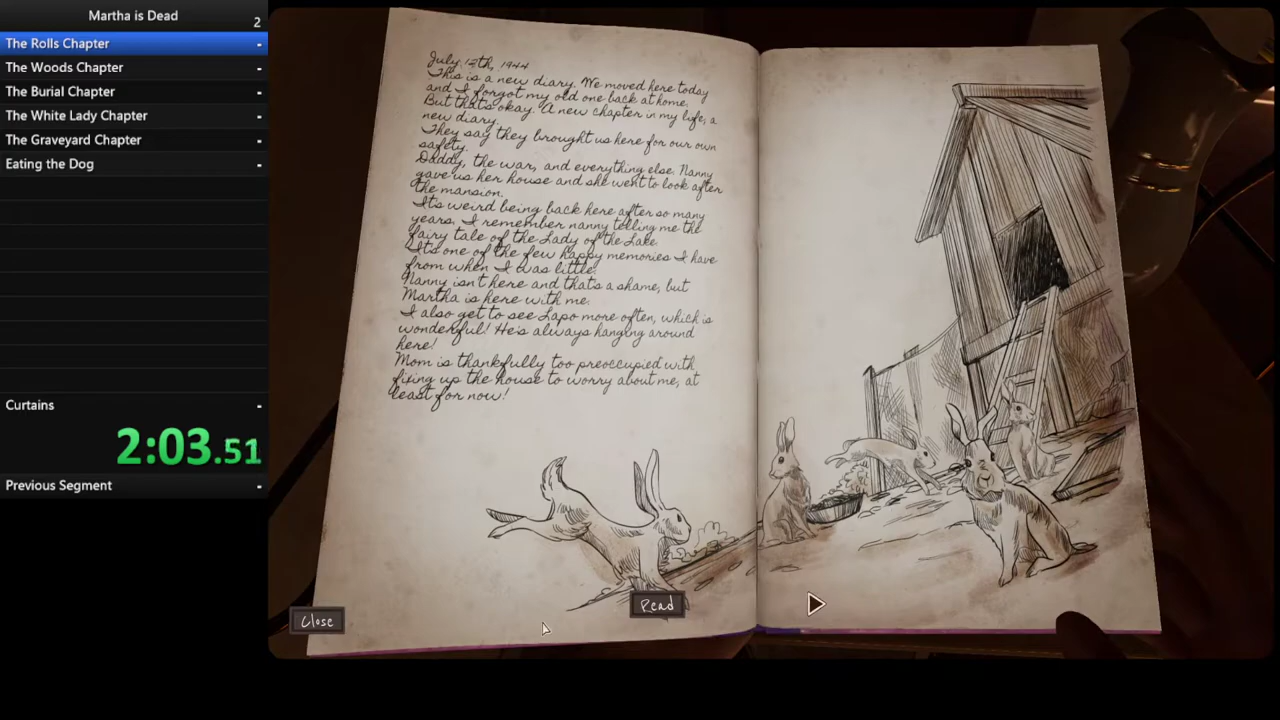 Martha is Dead
2
The Rolls Chapter -
The Woods Chapter -
The Burial Chapter -
The White Lady Chapter -
The Graveyard Chapter -
Eating the Dog -
Curtains -
2:03.51
Previous Segment -
July 12th, 1944
This is a new diary. We moved here today
and I forgot my old one back at home.
But that's okay. A new chapter in my life, a
new diary.
They say they brought us here for our own
safety.
Daddy, the war, and everything else. Nanny
gave us her house and she went to look after
the mansion.
It's weird being back here after so many
years. I remember nanny telling me the
fairy tale of the Lady of the Lake.
It's one of the few happy memories I have
from when I was little.
Nanny isn't here and that's a shame, but
Martha is here with me.
I also get to see Lapo more often, which is
wonderful! He's always hanging around
here!
Mom is thankfully too preoccupied with
fixing up the house to worry about me, at
least for now!
Read
Close